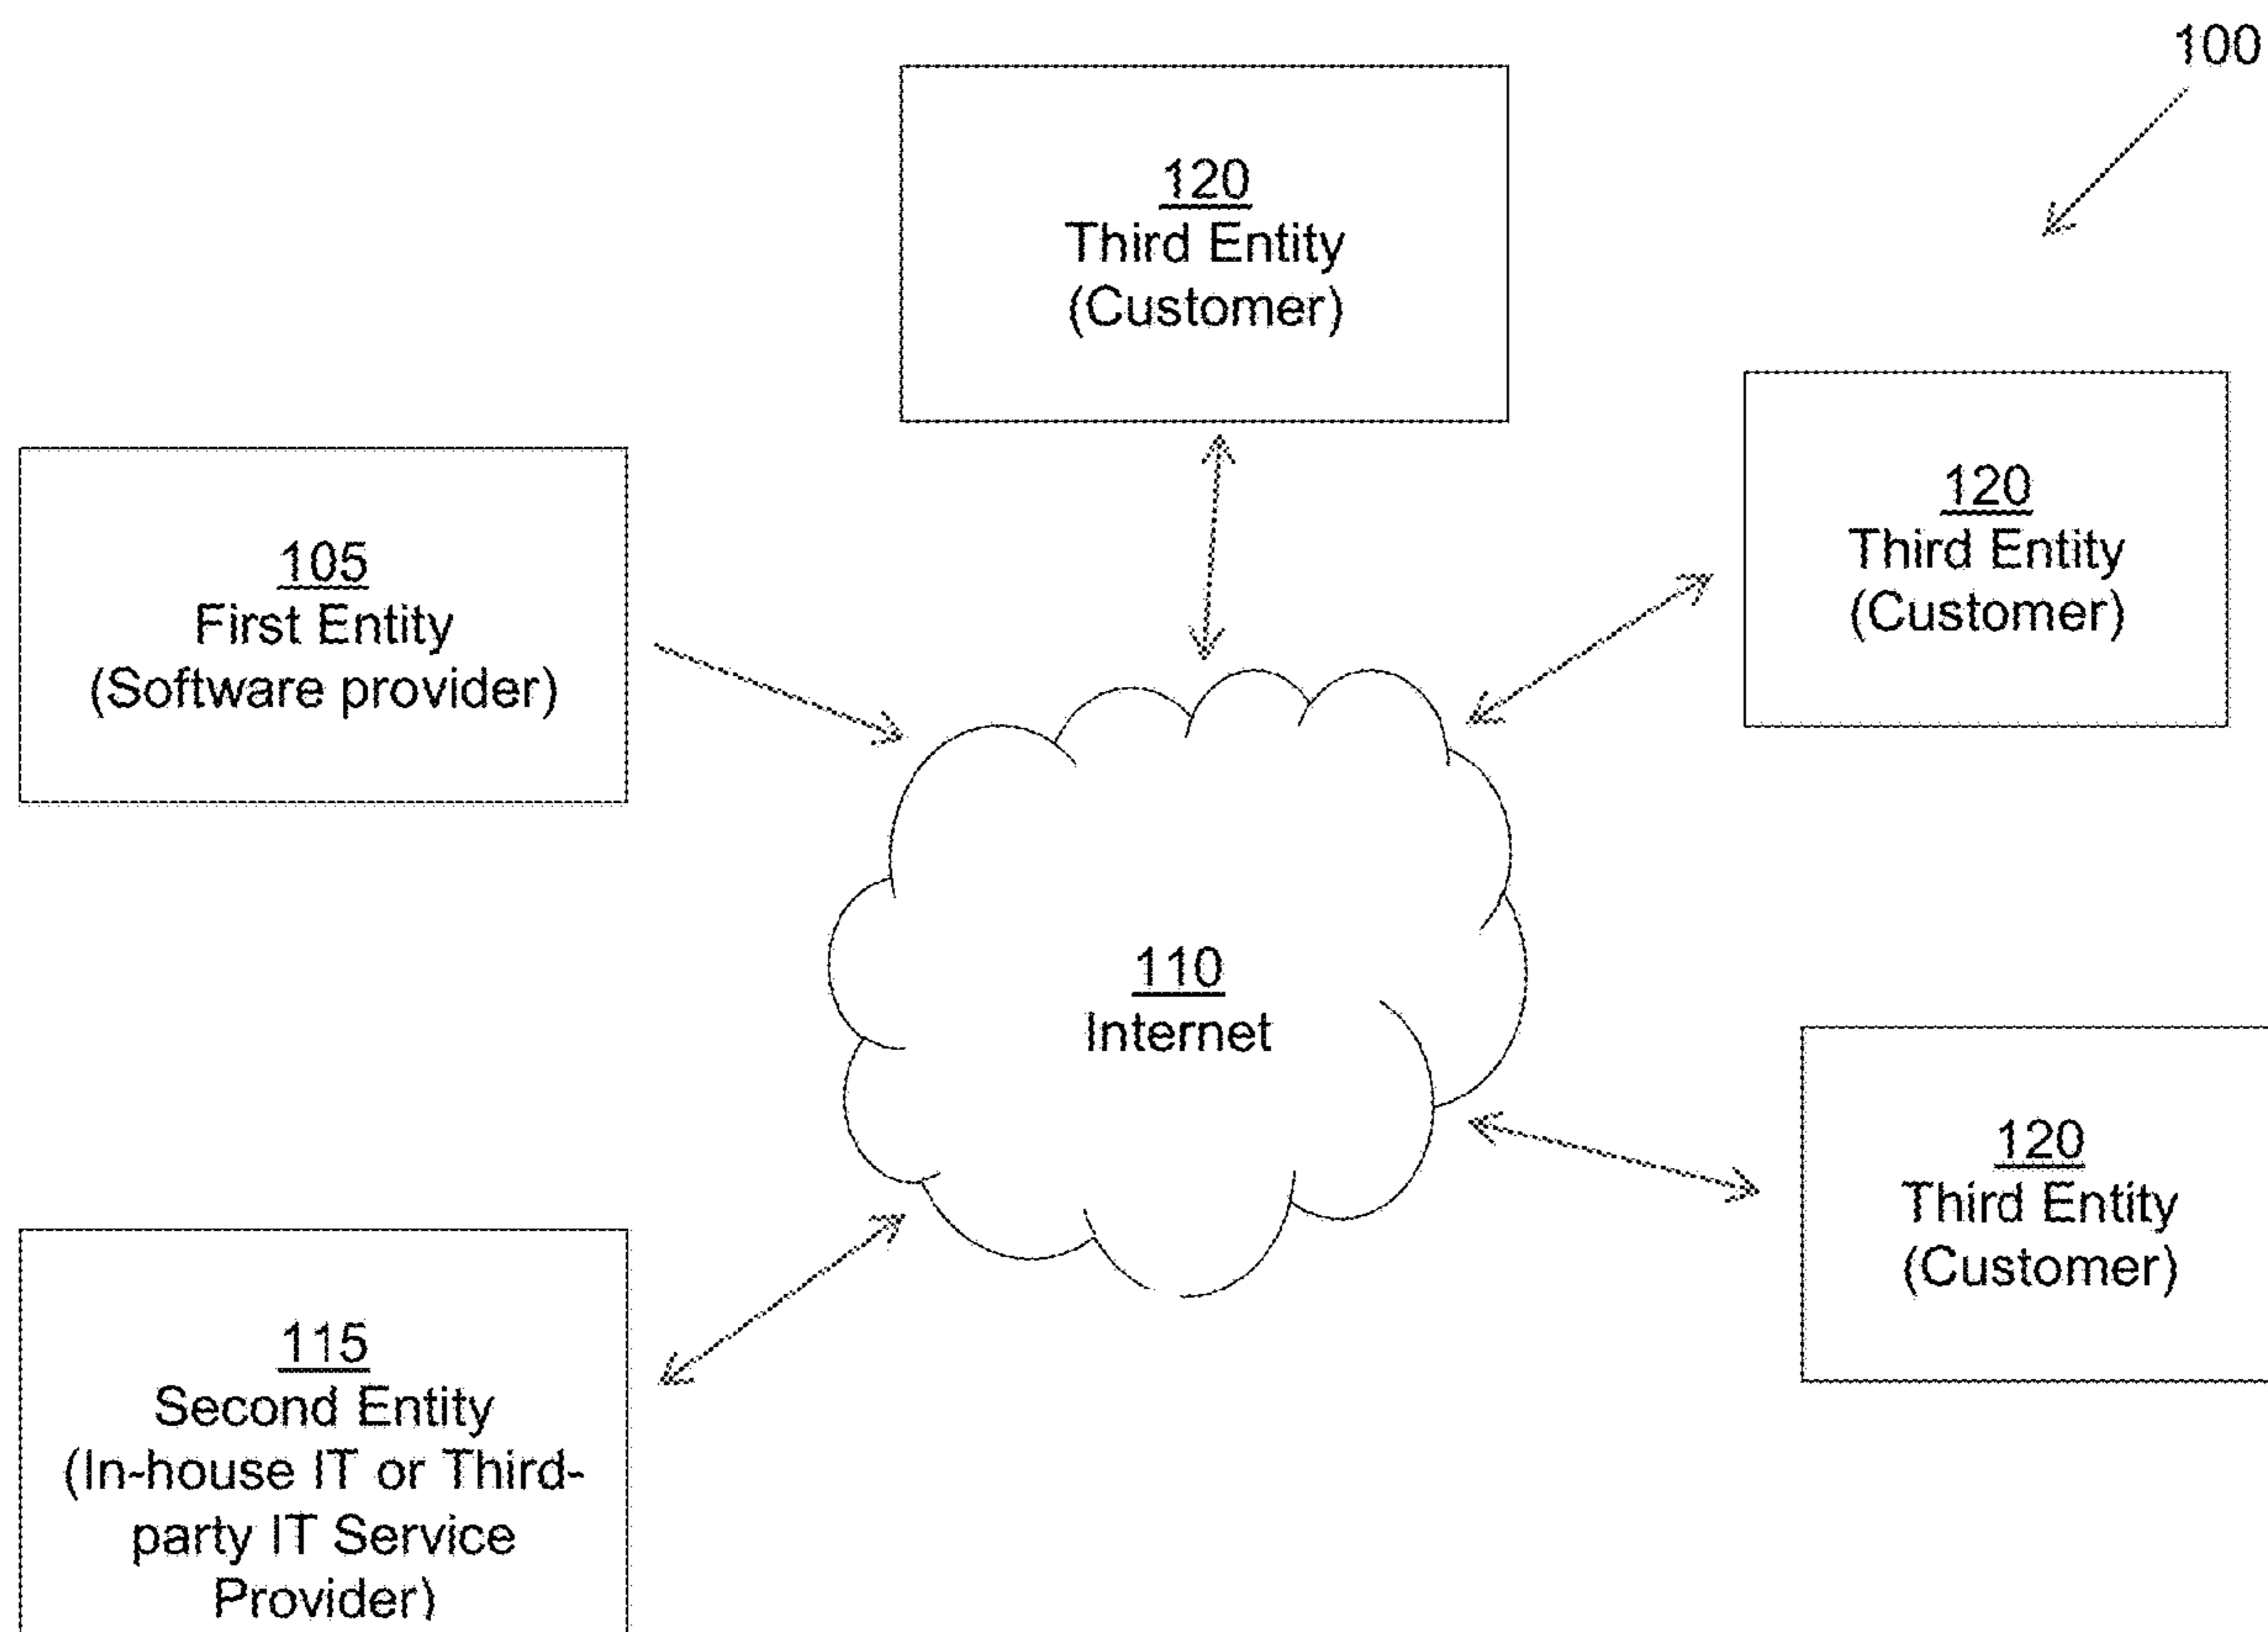 100
120
Third Entity
(Customer)
120
Third Entity
(Customer)
105
First Entity
(Software provider)
110
Internet
120
Third Entity
(Customer)
115
Second Entity
(In-house IT or Third-
party IT Service
Provider)